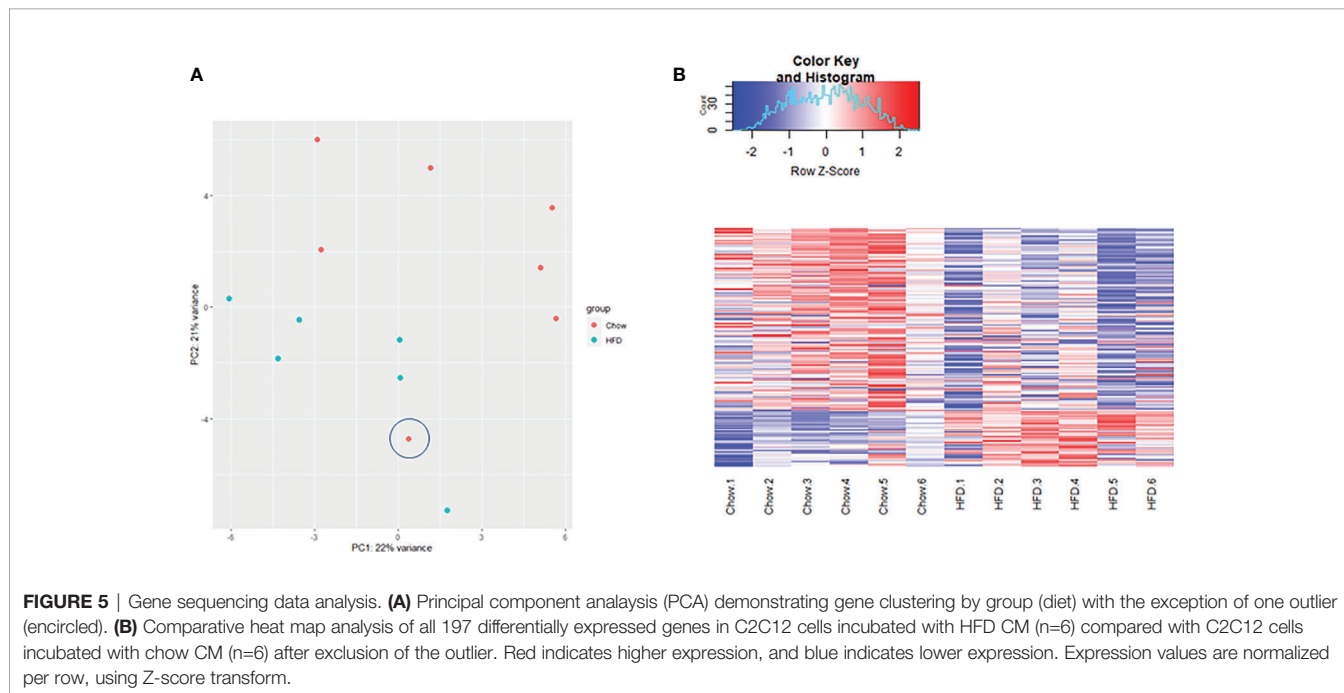 A
4
0
-4
PC2: 21% variance
-6
-3
0
3
6
PC1: 22% variance
group
Chow
HFD
B
Color Key
and Histogram
Count
0 30
-2 -1 0 1 2
Row Z-Score
Chow.1
Chow.2
Chow.3
Chow.4
Chow.5
Chow.6
HFD.1
HFD.2
HFD.3
HFD.4
HFD.5
HFD.6
FIGURE 5 | Gene sequencing data analysis. (A) Principal component analaysis (PCA) demonstrating gene clustering by group (diet) with the exception of one outlier
(encircled). (B) Comparative heat map analysis of all 197 differentially expressed genes in C2C12 cells incubated with HFD CM (n=6) compared with C2C12 cells
incubated with chow CM (n=6) after exclusion of the outlier. Red indicates higher expression, and blue indicates lower expression. Expression values are normalized
per row, using Z-score transform.